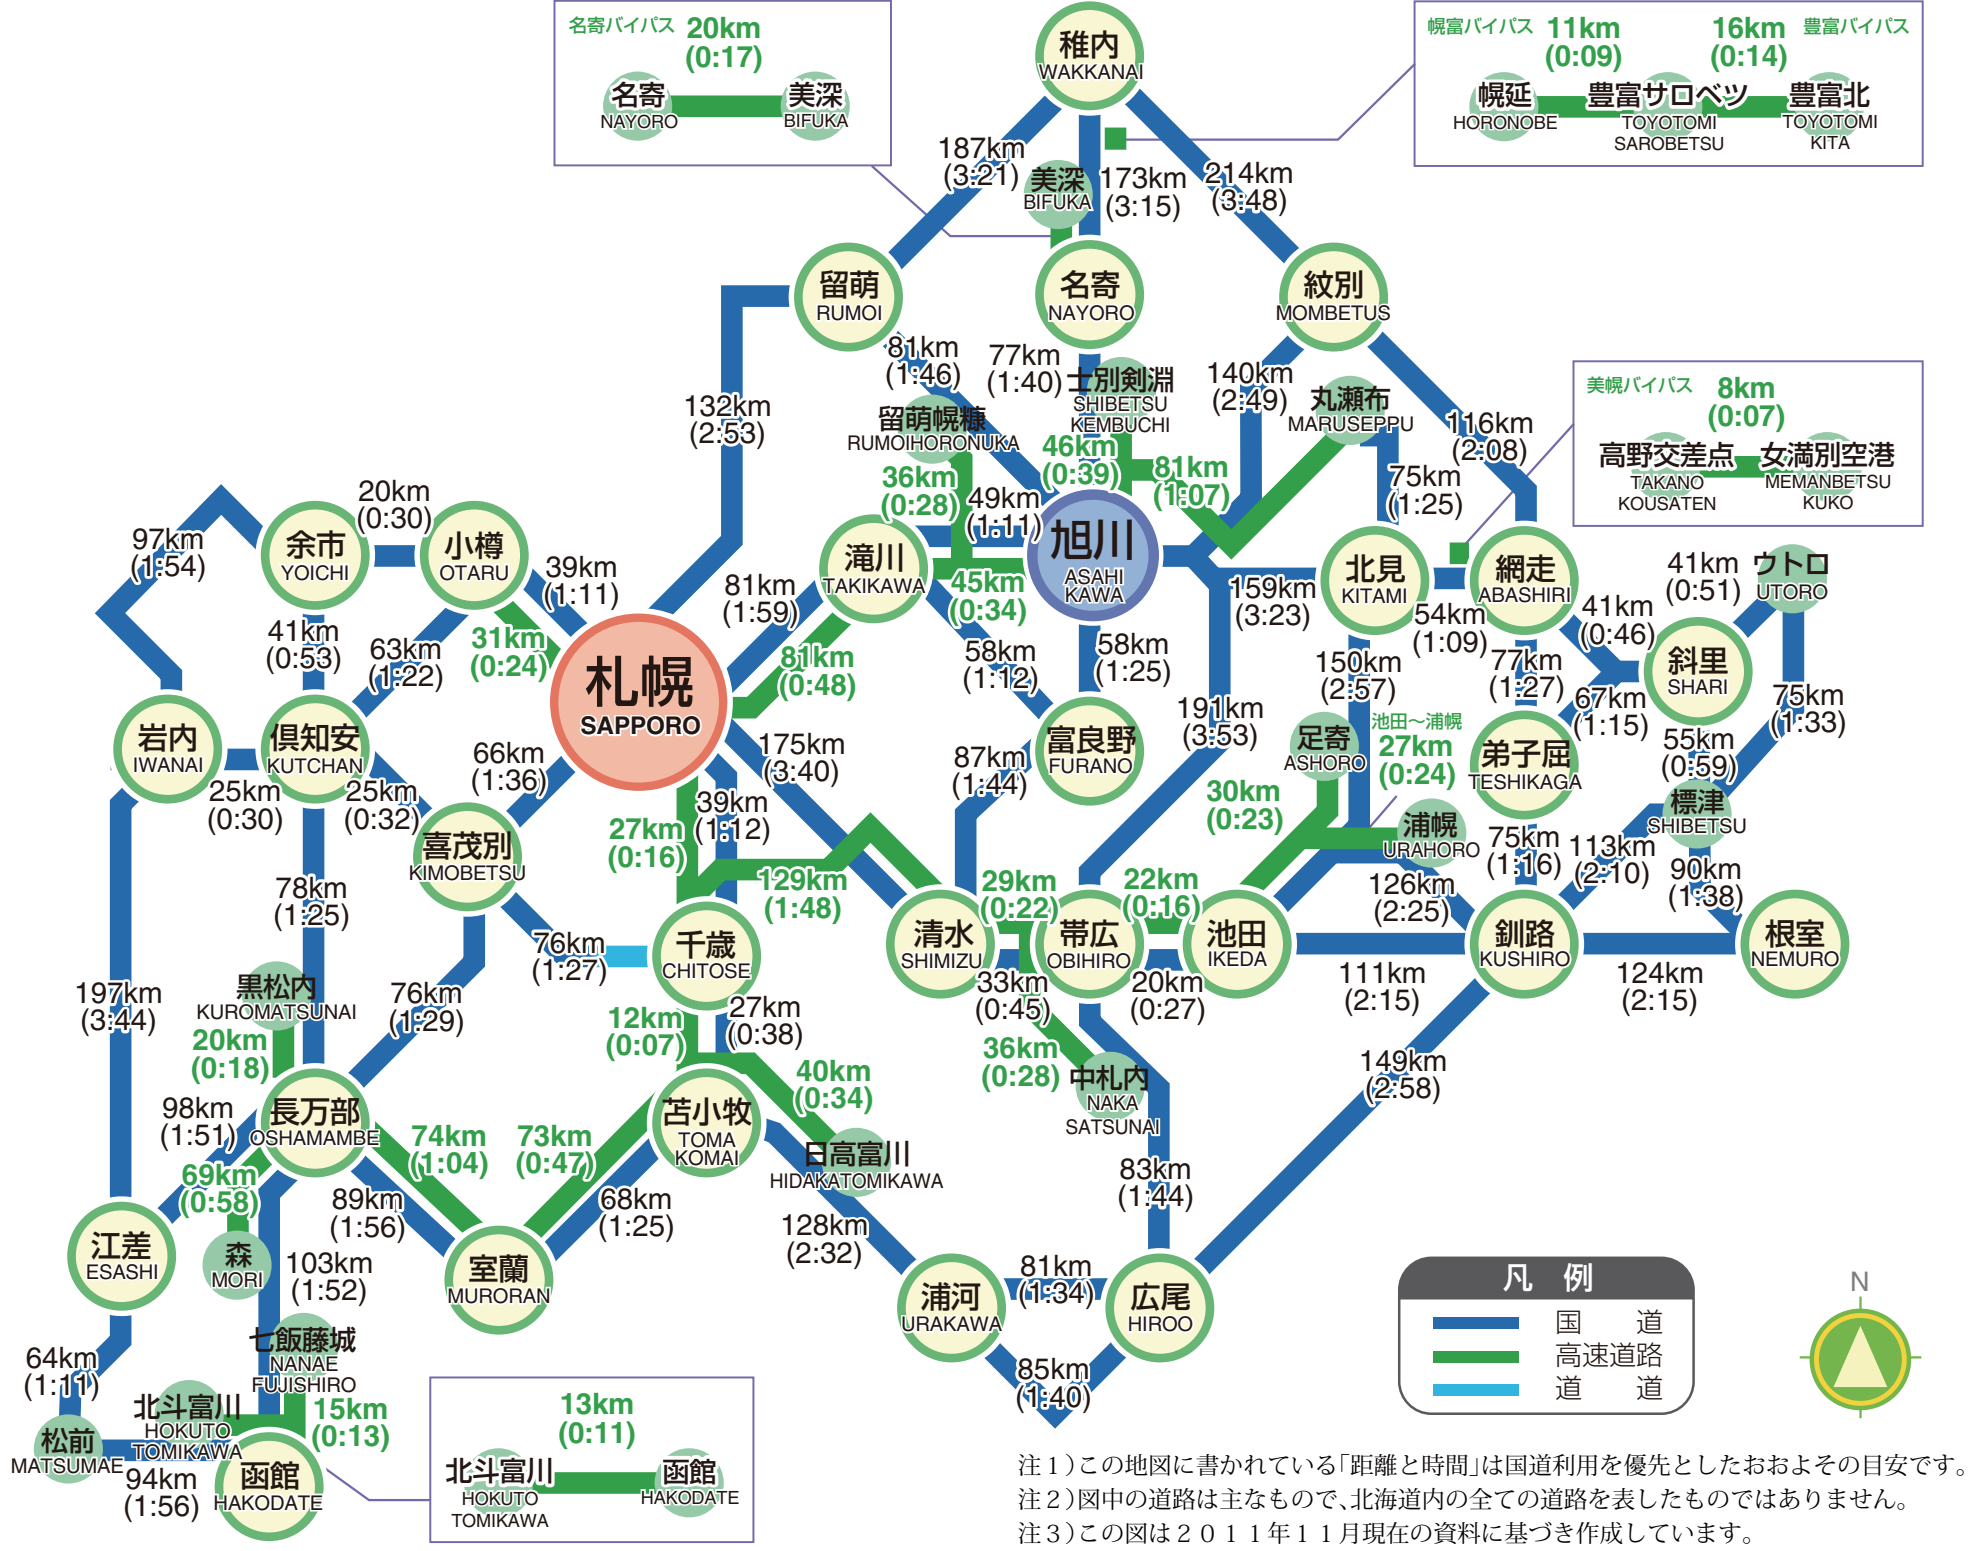 名寄バイパス 20km
(0:17)
名寄
NAYORO
美深
BIFUKA
幌富バイパス 11km
(0:09)
16km 豊富バイパス
(0:14)
幌延
HORONOBE
豊富サロベツ
TOYOTOMI
SAROBETSU
豊富北
TOYOTOMI
KITA
稚内
WAKKANAI
187km
(3:21)
美深
BIFUKA
173km
(3:15)
214km
(3:48)
留萌
RUMOI
名寄
NAYORO
紋別
MOMBETUS
81km
(1:46)
77km
(1:40)
士別剣淵
SHIBETSU
KEMBUCHI
140km
(2:49)
丸瀬布
MARUSEPPU
116km
(2:08)
美幌バイパス 8km
(0:07)
高野交差点
TAKANO
KOUSATEN
女満別空港
MEMANBETSU
KUKO
132km
(2:53)
留萌幌糠
RUMOIHORONUKA
46km
(0:39)
81km
(1:07)
36km
(0:28)
49km
(1:11)
75km
(1:25)
97km
(1:54)
余市
YOICHI
20km
(0:30)
小樽
OTARU
39km
(1:11)
81km
(1:59)
滝川
TAKIKAWA
45km
(0:34)
旭川
ASAHI
KAWA
159km
(3:23)
北見
KITAMI
54km
(1:09)
網走
ABASHIRI
41km
(0:46)
41km
(0:51)
ウトロ
UTORO
41km
(0:53)
63km
(1:22)
31km
(0:24)
札幌
SAPPORO
81km
(0:48)
58km
(1:12)
58km
(1:25)
150km
(2:57)
77km
(1:27)
67km
(1:15)
斜里
SHARI
75km
(1:33)
岩内
IWANAI
25km
(0:30)
倶知安
KUTCHAN
25km
(0:32)
66km
(1:36)
175km
(3:40)
87km
(1:44)
富良野
FURANO
191km
(3:53)
足寄
ASHORO
池田～浦幌
27km
(0:24)
弟子屈
TESHIKAGA
55km
(0:59)
喜茂別
KIMOBETSU
27km
(0:16)
39km
(1:12)
30km
(0:23)
浦幌
URAHORO
標津
SHIBETSU
75km
(1:16)
113km
(2:10)
90km
(1:38)
78km
(1:25)
129km
(1:48)
29km
(0:22)
22km
(0:16)
126km
(2:25)
76km
(1:27)
千歳
CHITOSE
清水
SHIMIZU
帯広
OBIHIRO
池田
IKEDA
釧路
KUSHIRO
根室
NEMURO
197km
(3:44)
黒松内
KUROMATSUNAI
76km
(1:29)
27km
(0:38)
33km
(0:45)
20km
(0:27)
111km
(2:15)
124km
(2:15)
20km
(0:18)
12km
(0:07)
40km
(0:34)
36km
(0:28)
中札内
NAKA
SATSUNAI
149km
(2:58)
98km
(1:51)
長万部
OSHAMAMBE
74km
(1:04)
73km
(0:47)
苫小牧
TOMA
KOMAI
日高富川
HIDAKATOMIKAWA
69km
(0:58)
89km
(1:56)
68km
(1:25)
128km
(2:32)
83km
(1:44)
江差
ESASHI
森
MORI
103km
(1:52)
室蘭
MURORAN
浦河
URAKAWA
81km
(1:34)
広尾
HIROO
85km
(1:40)
64km
(1:11)
七飯藤城
NANAE
FUJISHIRO
北斗富川
HOKUTO
TOMIKAWA
15km
(0:13)
松前
MATSUMAE
94km
(1:56)
函館
HAKODATE
13km
(0:11)
北斗富川
HOKUTO
TOMIKAWA
函館
HAKODATE
凡 例
国 道
高速道路
道 道
N
注１)この地図に書かれている｢距離と時間｣は国道利用を優先としたおおよその目安です。
注２)図中の道路は主なもので､北海道内の全ての道路を表したものではありません。
注３)この図は２０１１年１１月現在の資料に基づき作成しています。